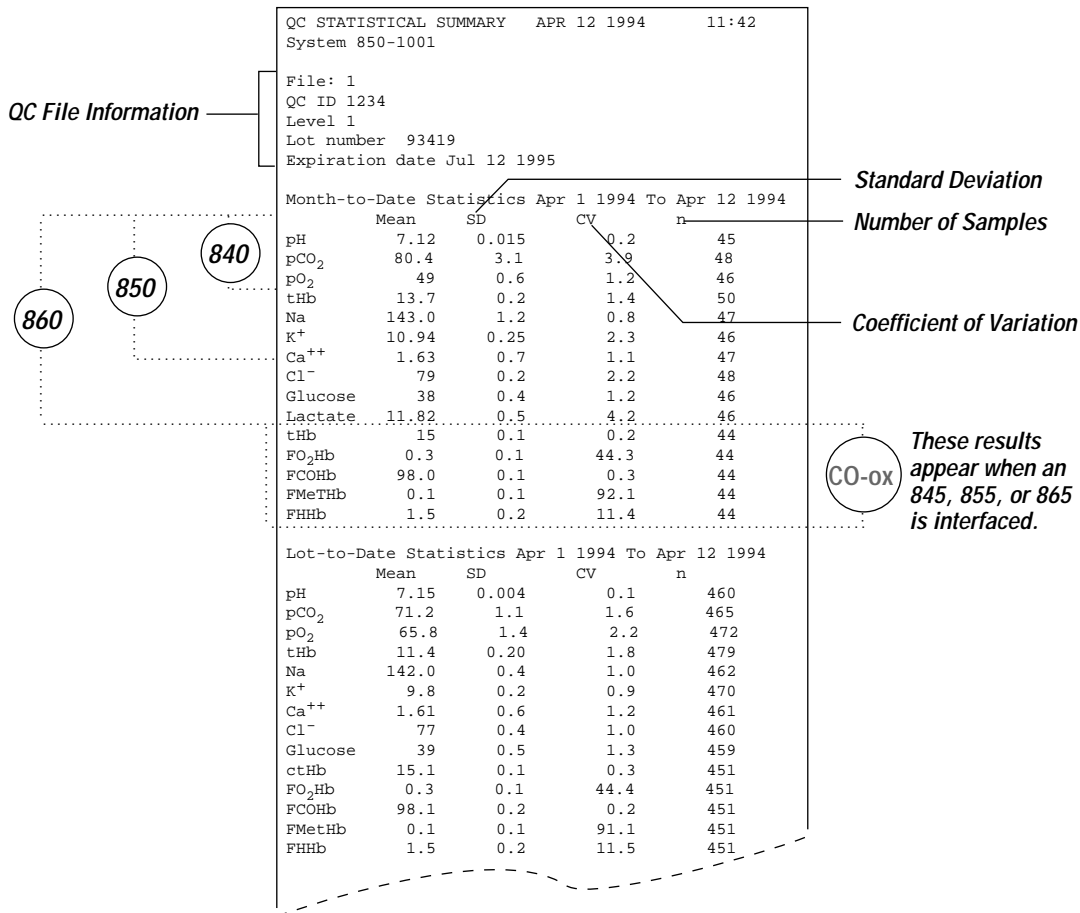 QC STATISTICAL SUMMARY APR 12 1994 11:42
System 850-1001
File: 1
QC ID 1234
Level 1
Lot number 93419
Expiration date Jul 12 1995
QC File Information
Month-to-Date Statistics Apr 1 1994 To Apr 12 1994
Mean SD CV n
pH 7.12 0.015 0.2 45
pCO₂ 80.4 3.1 3.9 48
pO₂ 49 0.6 1.2 46
tHb 13.7 0.2 1.4 50
Na 143.0 1.2 0.8 47
K⁺ 10.94 0.25 2.3 46
Ca⁺⁺ 1.63 0.7 1.1 47
Cl⁻ 79 0.2 2.2 48
Glucose 38 0.4 1.2 46
Lactate 11.82 0.5 4.2 46
tHb 15 0.1 0.2 44
FO₂Hb 0.3 0.1 44.3 44
FCOHb 98.0 0.1 0.3 44
FMeTHb 0.1 0.1 92.1 44
FHHb 1.5 0.2 11.4 44
840
850
860
Standard Deviation
Number of Samples
Coefficient of Variation
CO-ox
These results
appear when an
845, 855, or 865
is interfaced.
Lot-to-Date Statistics Apr 1 1994 To Apr 12 1994
Mean SD CV n
pH 7.15 0.004 0.1 460
pCO₂ 71.2 1.1 1.6 465
pO₂ 65.8 1.4 2.2 472
tHb 11.4 0.20 1.8 479
Na 142.0 0.4 1.0 462
K⁺ 9.8 0.2 0.9 470
Ca⁺⁺ 1.61 0.6 1.2 461
Cl⁻ 77 0.4 1.0 460
Glucose 39 0.5 1.3 459
ctHb 15.1 0.1 0.3 451
FO₂Hb 0.3 0.1 44.4 451
FCOHb 98.1 0.2 0.2 451
FMetHb 0.1 0.1 91.1 451
FHHb 1.5 0.2 11.5 451